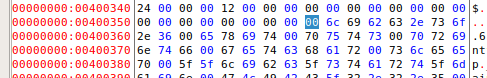 00000000:00400340 24 00 00 00 12 00 00 00 00 00 00 00 00 00 00 00 $.
00000000:00400350 00 00 00 00 00 00 00 00 00 6c 69 62 63 2e 73 6f
00000000:00400360 2e 36 00 65 78 69 74 00 70 75 74 73 00 72 69.6
00000000:00400370 6e 74 66 00 67 65 74 63 68 61 72 00 73 6c 65 65 nt
00000000:00400380 70 00 5f 5f 6c 69 62 63 5f 73 74 61 72 74 5f 6d p.